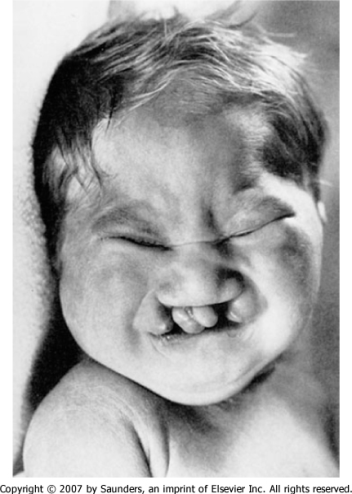 Copyright © 2007 by Saunders, an imprint of Elsevier Inc. All rights reserved.